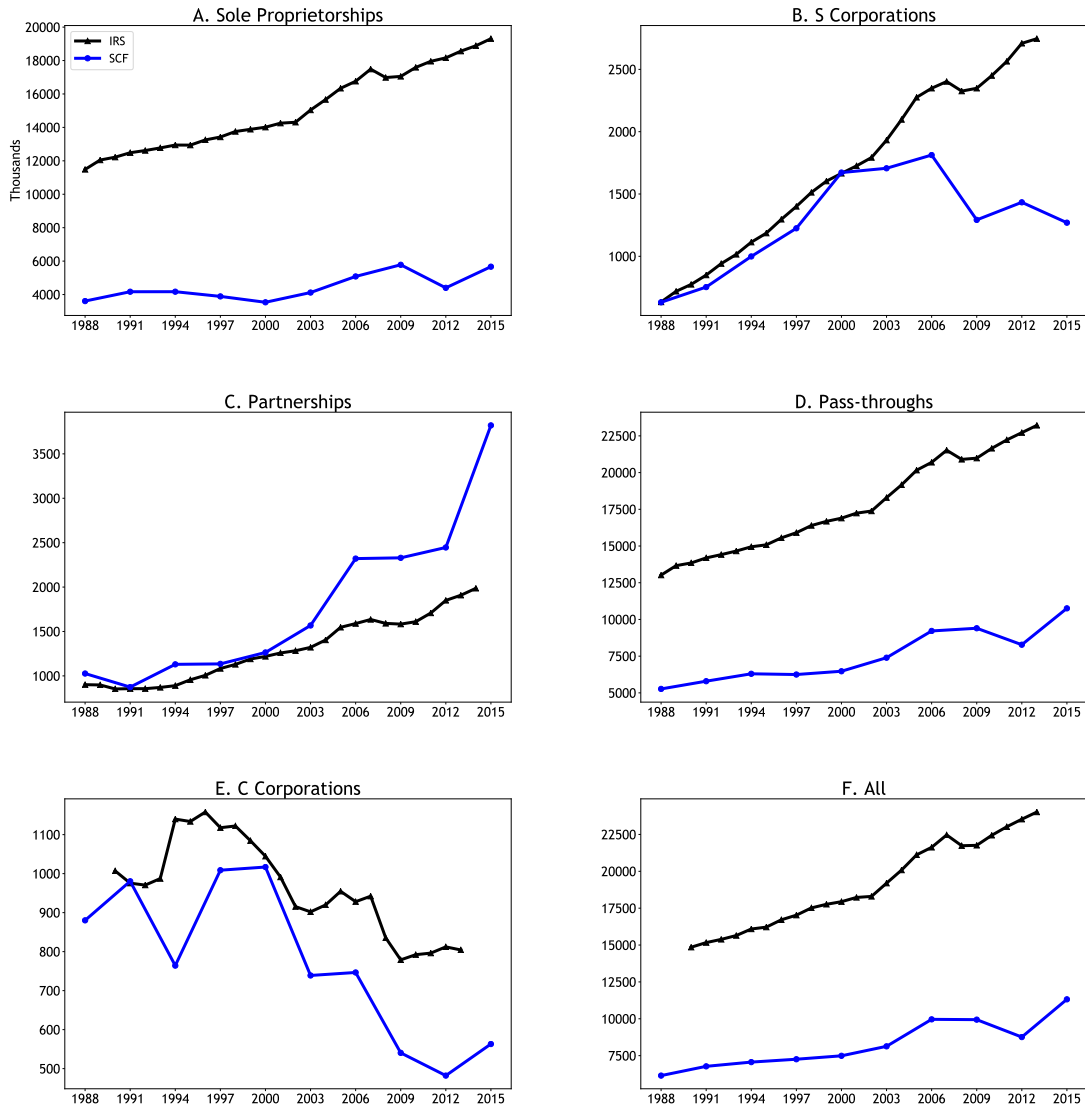 A. Sole Proprietorships
20000
18000
16000
14000
12000
10000
8000
6000
4000
Thousands
IRS
SCF
1988 1991 1994 1997 2000 2003 2006 2009 2012 2015
B. S Corporations
2500
2000
1500
1000
1988 1991 1994 1997 2000 2003 2006 2009 2012 2015
C. Partnerships
3500
3000
2500
2000
1500
1000
1988 1991 1994 1997 2000 2003 2006 2009 2012 2015
D. Pass-throughs
22500
20000
17500
15000
12500
10000
7500
5000
1988 1991 1994 1997 2000 2003 2006 2009 2012 2015
E. C Corporations
1100
1000
900
800
700
600
500
1988 1991 1994 1997 2000 2003 2006 2009 2012 2015
F. All
22500
20000
17500
15000
12500
10000
7500
1988 1991 1994 1997 2000 2003 2006 2009 2012 2015